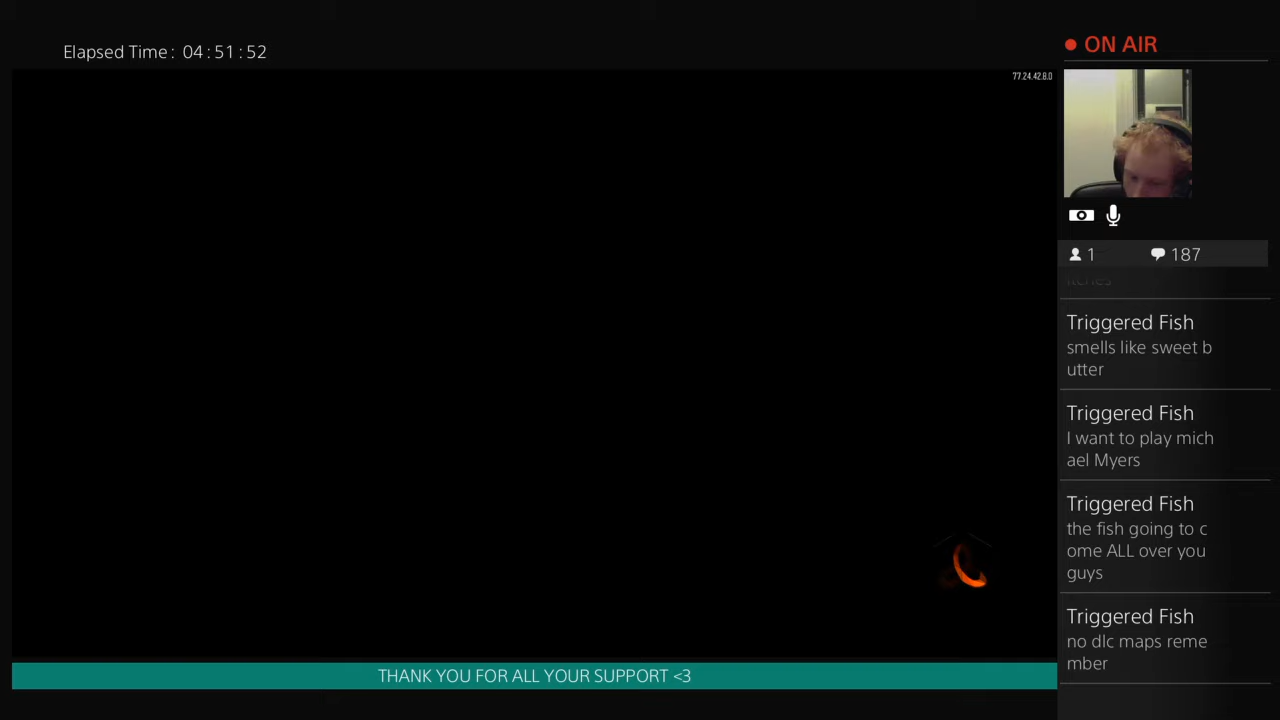 Elapsed Time: 04:51:52
ON AIR
77.24.42.8.0
1
187
itches
Triggered Fish
smells like sweet b
utter
Triggered Fish
I want to play mich
ael Myers
Triggered Fish
the fish going to c
ome ALL over you
guys
Triggered Fish
no dlc maps reme
mber
THANK YOU FOR ALL YOUR SUPPORT <3